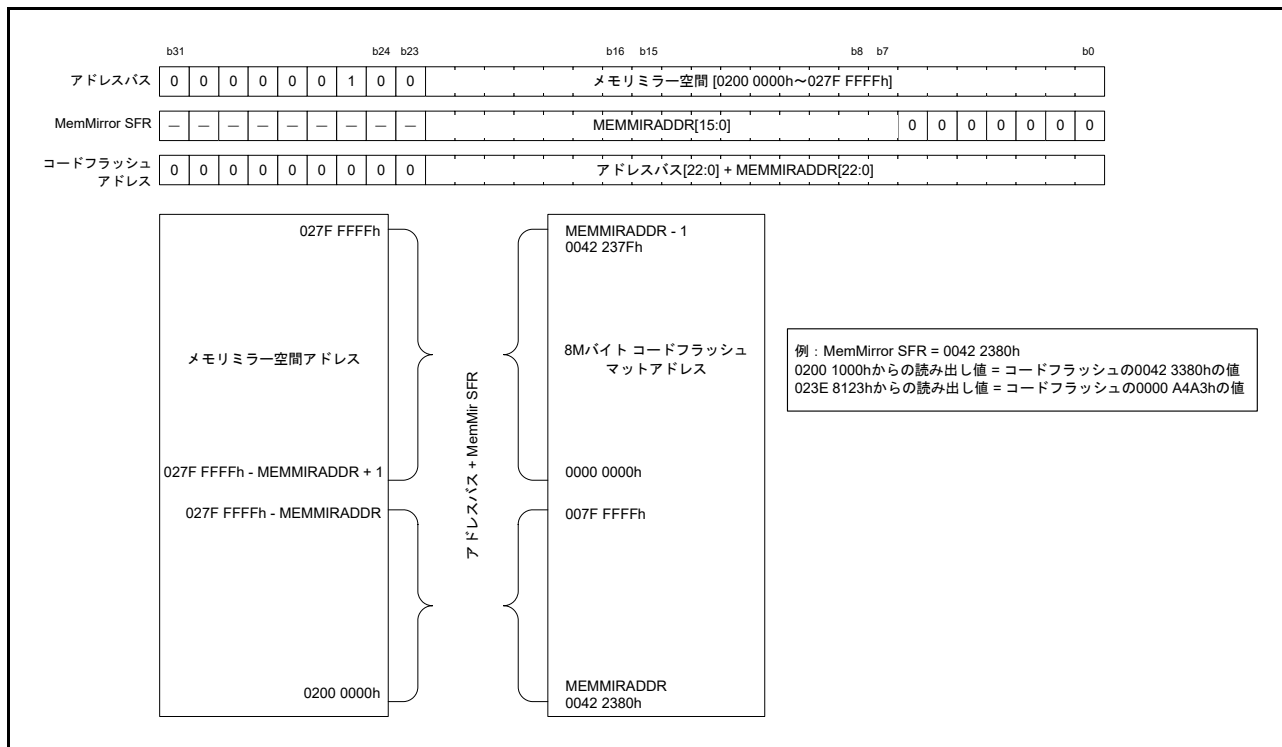 b31 b24 b23 b16 b15 b8 b7 b0
アドレスバス 0 0 0 0 0 0 1 0 0 メモリミラー空間 [0200 0000h～027F FFFFh]
MemMirror SFR － － － － － － － － － MEMMIRADDR[15:0] 0 0 0 0 0 0 0
コードフラッシュ
アドレス 0 0 0 0 0 0 0 0 0 アドレスバス[22:0] + MEMMIRADDR[22:0]
027F FFFFh
メモリミラー空間アドレス
027F FFFFh - MEMMIRADDR + 1
027F FFFFh - MEMMIRADDR
0200 0000h
アドレスバス + MemMir SFR
MEMMIRADDR - 1
0042 237Fh
8Mバイト コードフラッシュ
マットアドレス
0000 0000h
007F FFFFh
MEMMIRADDR
0042 2380h
例：MemMirror SFR = 0042 2380h
0200 1000hからの読み出し値 = コードフラッシュの0042 3380hの値
023E 8123hからの読み出し値 = コードフラッシュの0000 A4A3hの値